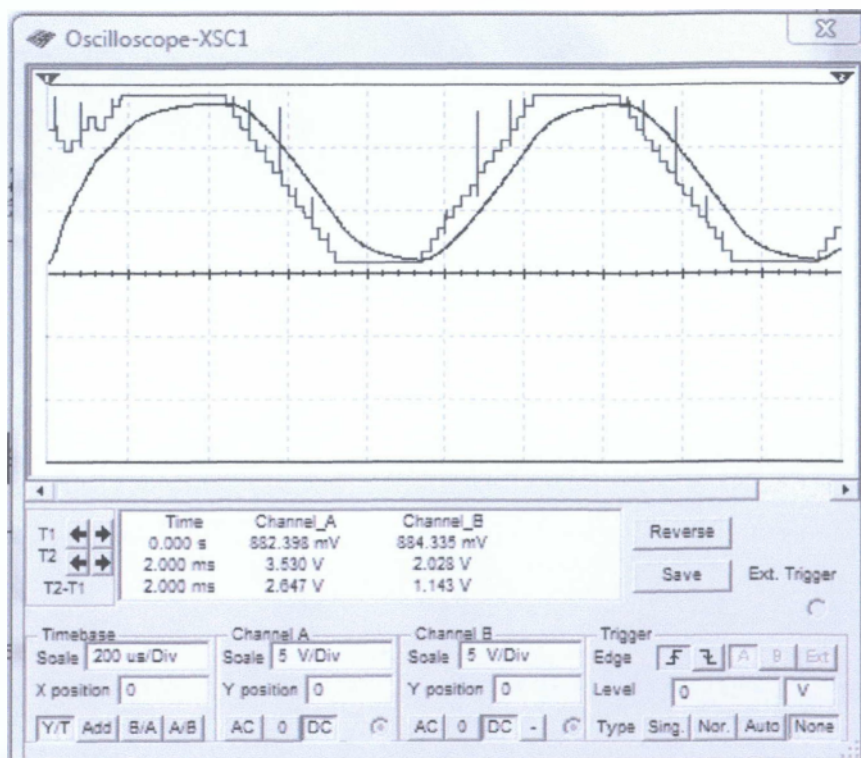 Oscilloscope-XSC1
1 2
Time Channel_A Channel_B
T1 0.000 s 882.398 mV 884.335 mV
T2 2.000 ms 3.530 V 2.028 V
T2-T1 2.000 ms 2.647 V 1.143 V
Reverse
Save
Ext. Trigger
Timebase
Scale 200 us/Div
X position 0
Y/T Add B/A A/B
Channel A
Scale 5 V/Div
Y position 0
AC 0 DC
Channel B
Scale 5 V/Div
Y position 0
AC 0 DC -
Trigger
Edge A B Ext
Level 0 V
Type Sing. Nor. Auto None